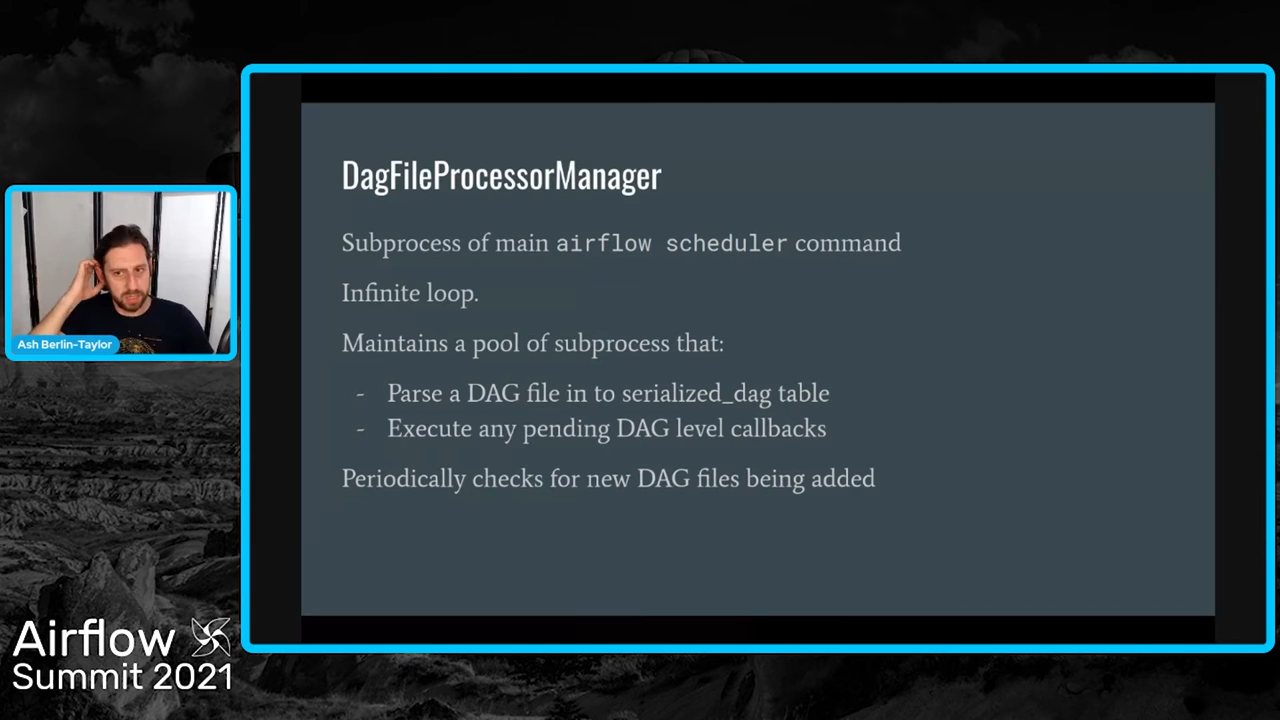 DagFileProcessorManager
Subprocess of main airflow scheduler command
Infinite loop.
Maintains a pool of subprocess that:
- Parse a DAG file in to serialized_dag table
- Execute any pending DAG level callbacks
Periodically checks for new DAG files being added
Ash Berlin-Taylor
Airflow
Summit 2021